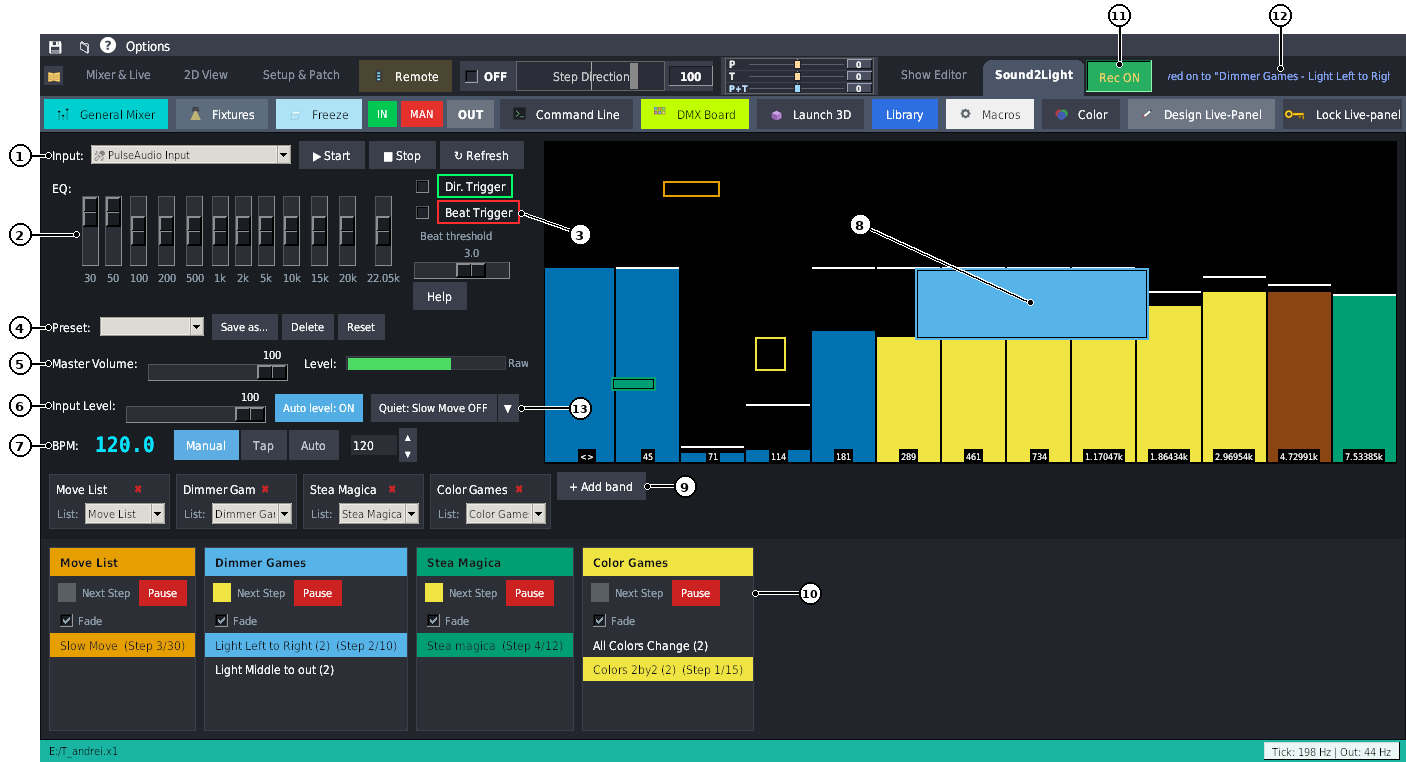 11 12
Options
Mixer & Live 2D View Setup & Patch Remote OFF Step Direction 100 P 0 Show Editor Sound2Light Rec ON ved on to "Dimmer Games - Light Left to Righ
T 0
P+T 0
General Mixer Fixtures Freeze IN MAN OUT Command Line DMX Board Launch 3D Library Macros Color Design Live-Panel Lock Live-panel
1 Input: PulseAudio Input Start Stop Refresh
EQ: Dir. Trigger
Beat Trigger
2 3 8
Beat threshold
3.0
30 50 100 200 500 1k 2k 5k 10k 15k 20k 22.05k
Help
4 Preset: Save as... Delete Reset
5 Master Volume: 100 Level: Raw
6 Input Level: 100 Auto level: ON Quiet: Slow Move OFF ▼ 13
7 BPM: 120.0 Manual Tap Auto 120
<> 45 71 114 181 289 461 734 1.17047k 1.86434k 2.96954k 4.72991k 7.53385k
Move List Dimmer Gam Stea Magica Color Games + Add band 9
List: Move List List: Dimmer Gar List: Stea Magica List: Color Game:
Move List Dimmer Games Stea Magica Color Games
Next Step Pause Next Step Pause Next Step Pause Next Step Pause 10
Fade Fade Fade Fade
Slow Move (Step 3/30) Light Left to Right (2) (Step 2/10) Stea magica (Step 4/12) All Colors Change (2)
Light Middle to out (2) Colors 2by2 (2) (Step 1/15)
E:/T_andrei.x1 Tick: 198 Hz | Out: 44 Hz